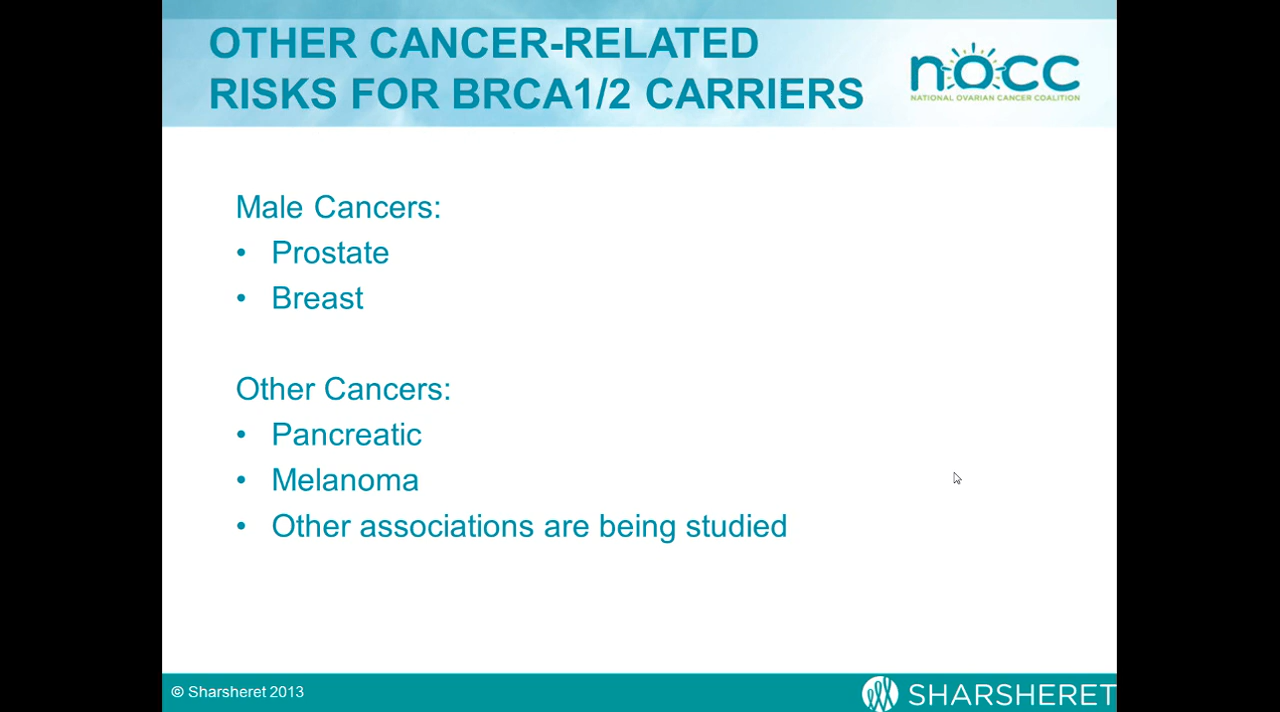 OTHER CANCER-RELATED
RISKS FOR BRCA1/2 CARRIERS
nocc
NATIONAL OVARIAN CANCER COALITION
Male Cancers:
• Prostate
• Breast
Other Cancers:
• Pancreatic
• Melanoma
• Other associations are being studied
© Sharsheret 2013
SHARSHERET